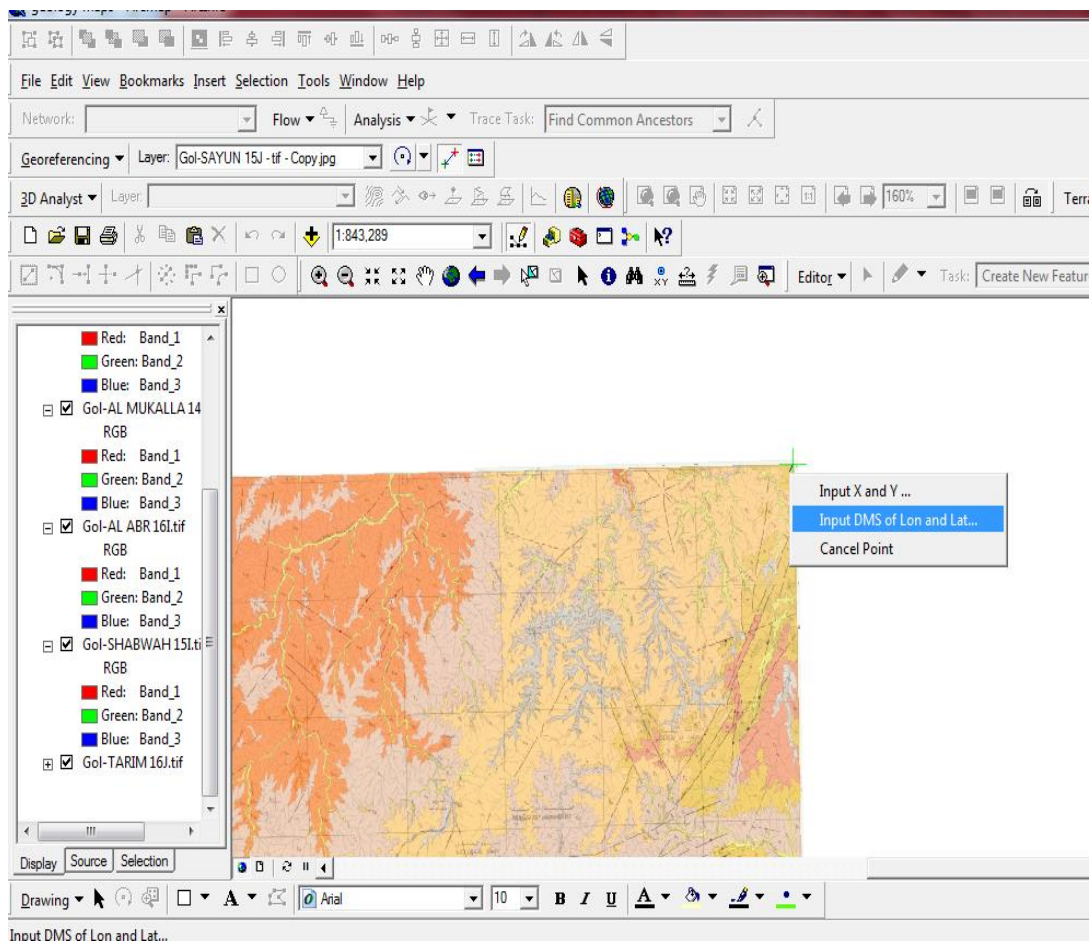 geology maps - ArcMap - ArcInfo
File Edit View Bookmarks Insert Selection Tools Window Help
Network: Flow Analysis Trace Task: Find Common Ancestors
Georeferencing Layer: Gol-SAYUN 15J - tif - Copy.jpg
3D Analyst Layer: 1:1 160% Terra
1:843,289
Editor Task: Create New Featur
Red: Band_1
Green: Band_2
Blue: Band_3
Gol-AL MUKALLA 14
RGB
Red: Band_1
Green: Band_2
Blue: Band_3
Gol-AL ABR 16I.tif
RGB
Red: Band_1
Green: Band_2
Blue: Band_3
Gol-SHABWAH 15I.ti
RGB
Red: Band_1
Green: Band_2
Blue: Band_3
Gol-TARIM 16J.tif
Input X and Y ...
Input DMS of Lon and Lat...
Cancel Point
Display Source Selection
Drawing A Arial 10 B I U A
Input DMS of Lon and Lat...